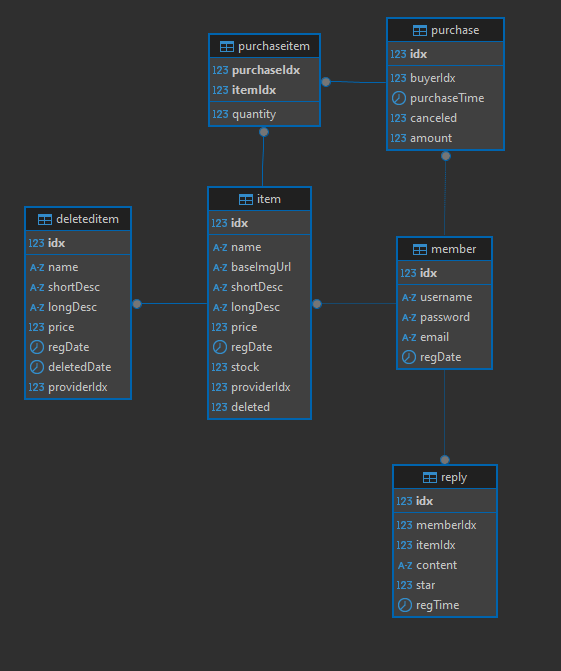 purchaseitem
123 purchaseIdx
123 itemIdx
123 quantity
purchase
123 idx
123 buyerIdx
purchaseTime
123 canceled
123 amount
deleteditem
123 idx
A-Z name
A-Z shortDesc
A-Z longDesc
123 price
regDate
deletedDate
123 providerIdx
item
123 idx
A-Z name
A-Z baseImgUrl
A-Z shortDesc
A-Z longDesc
123 price
regDate
123 stock
123 providerIdx
123 deleted
member
123 idx
A-Z username
A-Z password
A-Z email
regDate
reply
123 idx
123 memberIdx
123 itemIdx
A-Z content
123 star
regTime